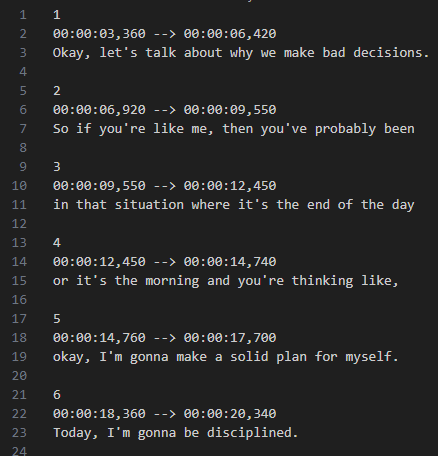 1 1
2 00:00:03,360 --> 00:00:06,420
3 Okay, let's talk about why we make bad decisions.
4
5 2
6 00:00:06,920 --> 00:00:09,550
7 So if you're like me, then you've probably been
8
9 3
10 00:00:09,550 --> 00:00:12,450
11 in that situation where it's the end of the day
12
13 4
14 00:00:12,450 --> 00:00:14,740
15 or it's the morning and you're thinking like,
16
17 5
18 00:00:14,760 --> 00:00:17,700
19 okay, I'm gonna make a solid plan for myself.
20
21 6
22 00:00:18,360 --> 00:00:20,340
23 Today, I'm gonna be disciplined.
24